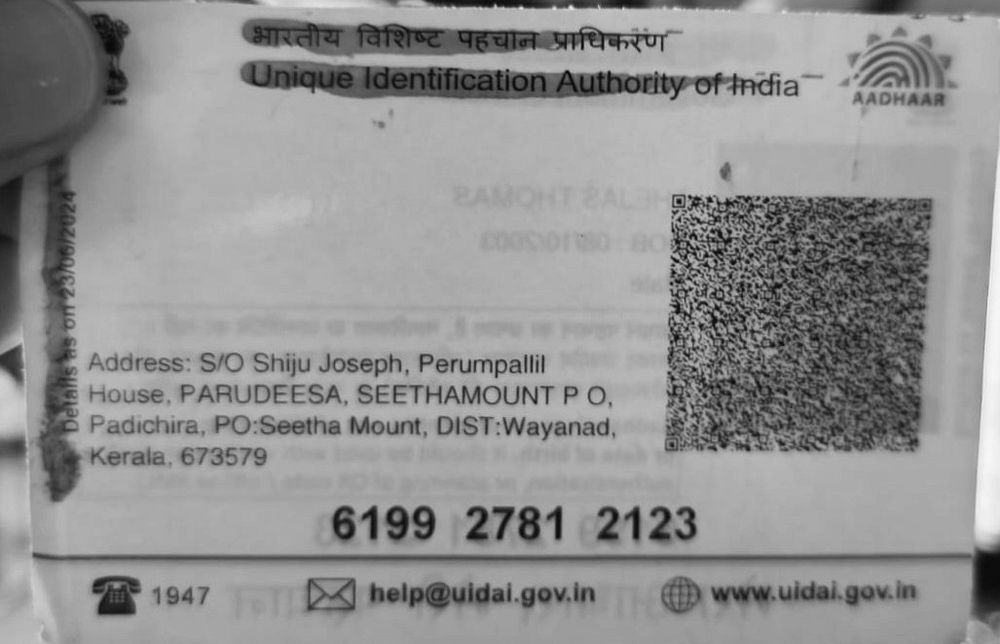 भारतीय विशिष्ट पहचान प्राधिकरण
Unique Identification Authority of India
AADHAAR
Details as on 23/06/2024
Address: S/O Shiju Joseph, Perumpallil
House, PARUDEESA, SEETHAMOUNT P O,
Padichira, PO:Seetha Mount, DIST:Wayanad,
Kerala, 673579
6199 2781 2123
1947
help@uidai.gov.in
www.uidai.gov.in